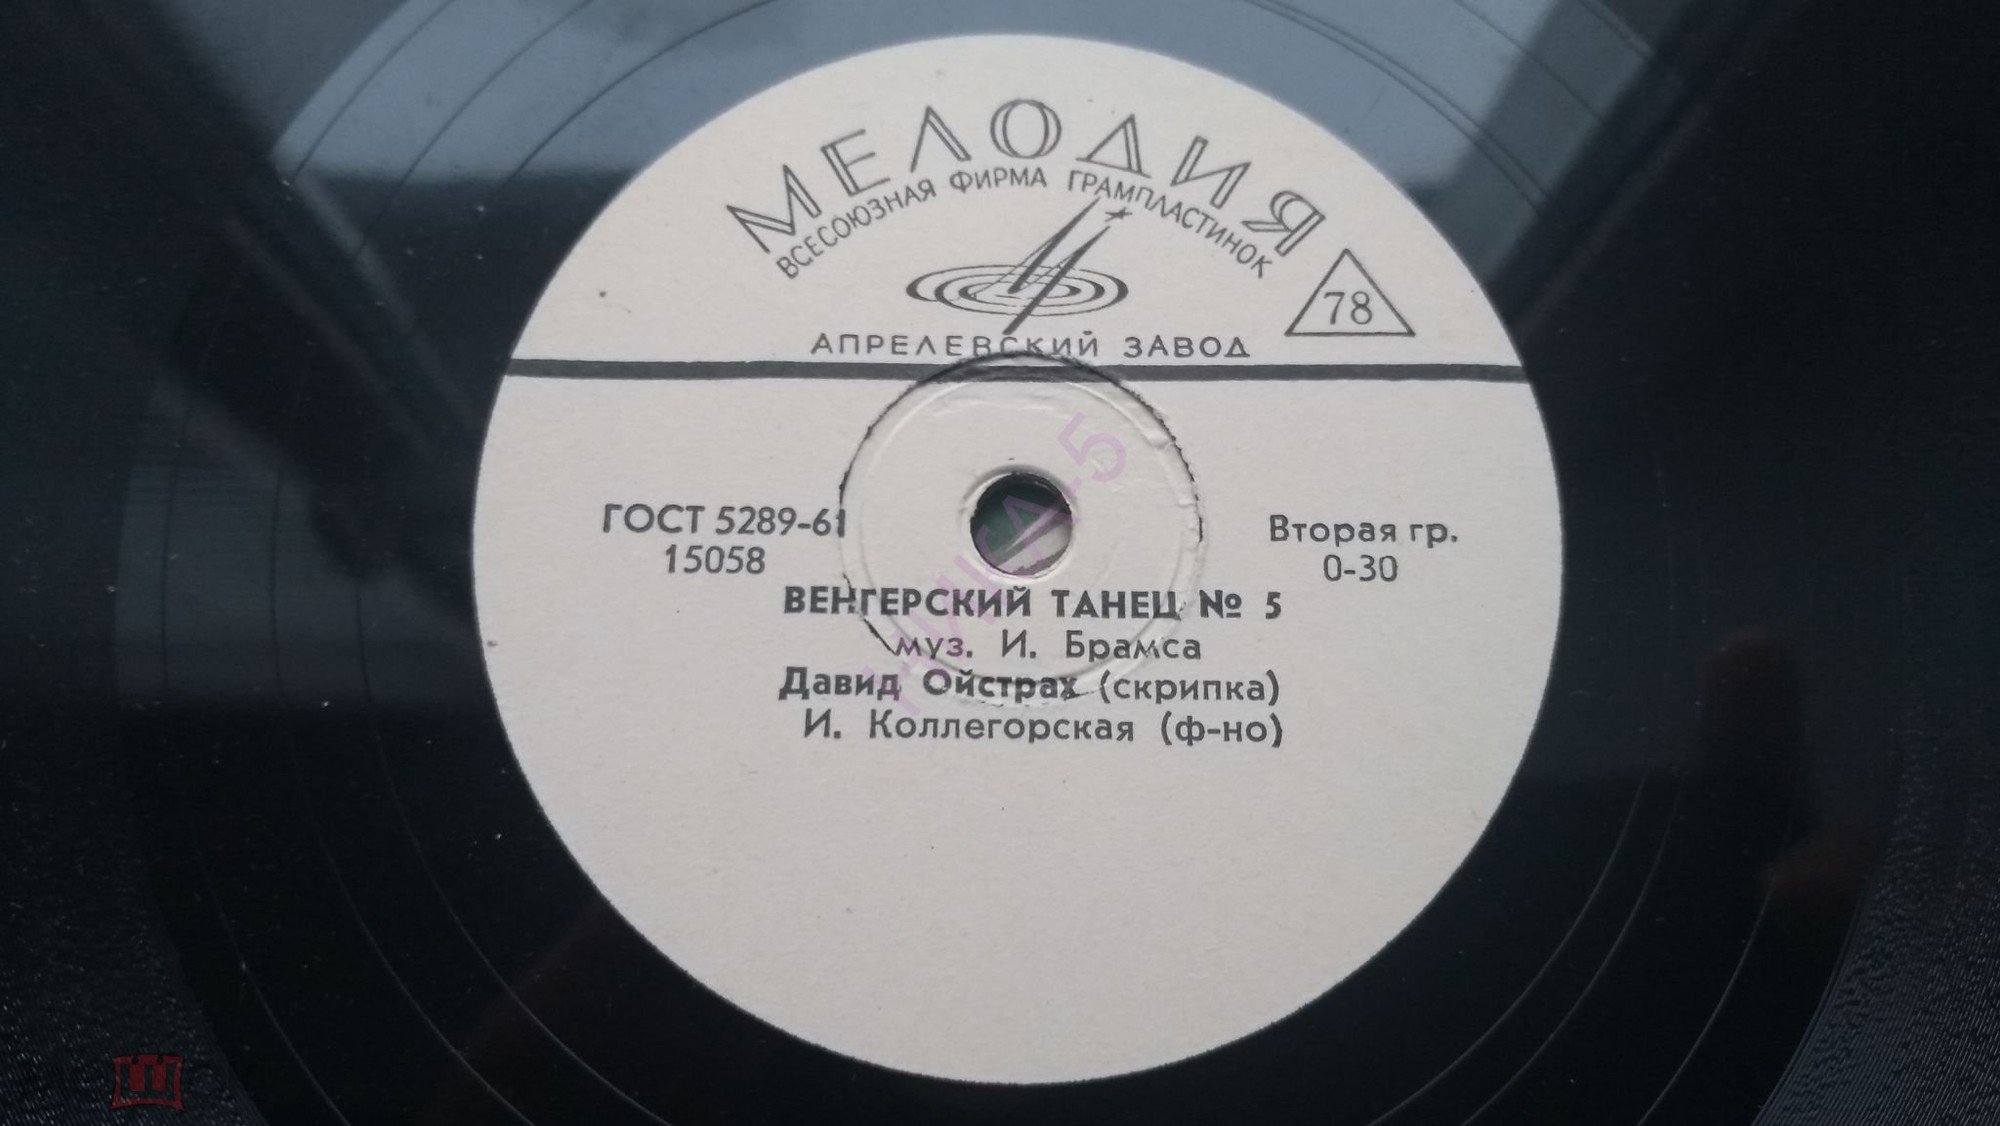 МЕЛОДИЯ
ВСЕСОЮЗНАЯ ФИРМА ГРАМПЛАСТИНОК
78
АПРЕЛЕВСКИЙ ЗАВОД
ГОСТ 5289-61
15058
Вторая гр.
0-30
ВЕНГЕРСКИЙ ТАНЕЦ № 5
муз. И. Брамса
Давид Ойстрах (скрипка)
И. Коллегорская (ф-но)